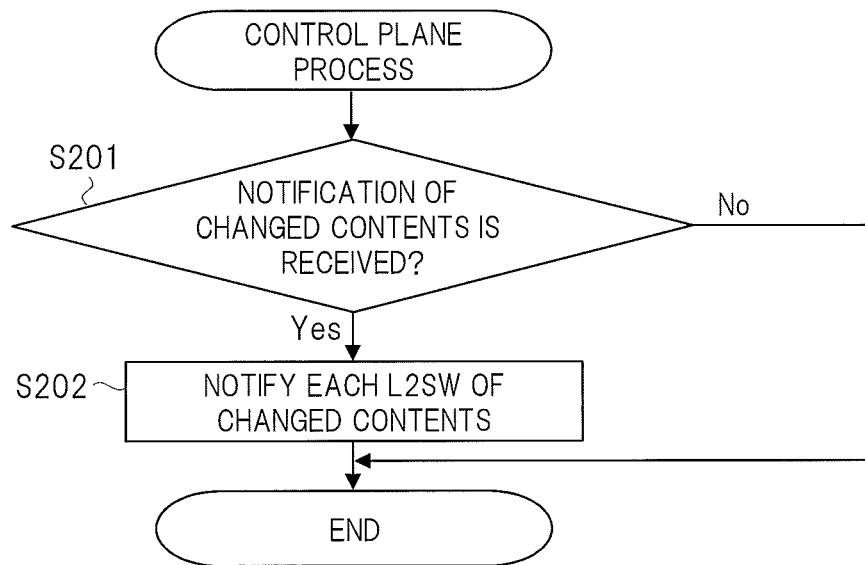 CONTROL PLANE
PROCESS
S201
NOTIFICATION OF
CHANGED CONTENTS IS
RECEIVED?
No
Yes
S202
NOTIFY EACH L2SW OF
CHANGED CONTENTS
END